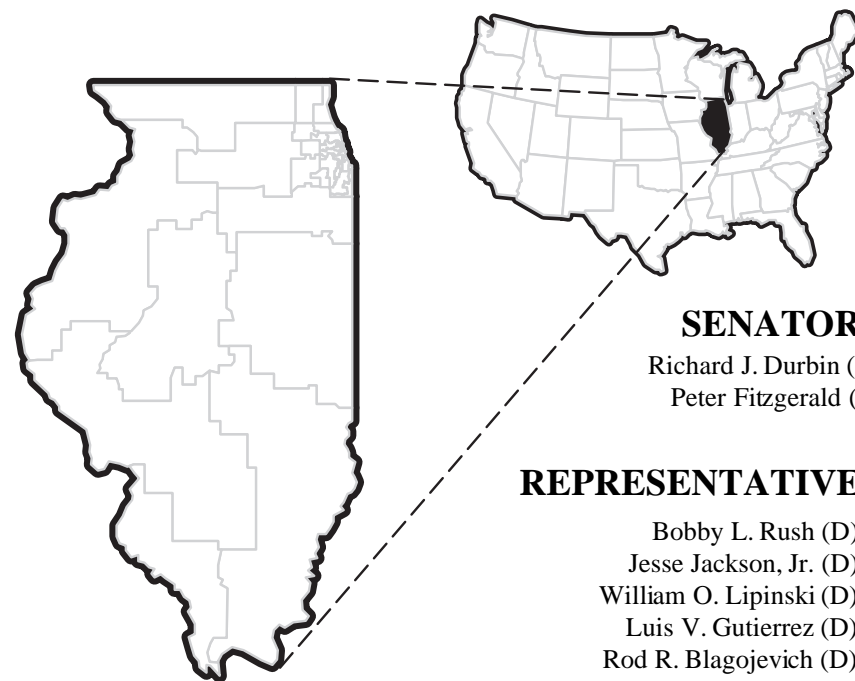 SENATOR
Richard J. Durbin (
Peter Fitzgerald (
REPRESENTATIVE
Bobby L. Rush (D)
Jesse Jackson, Jr. (D)
William O. Lipinski (D)
Luis V. Gutierrez (D)
Rod R. Blagojevich (D)